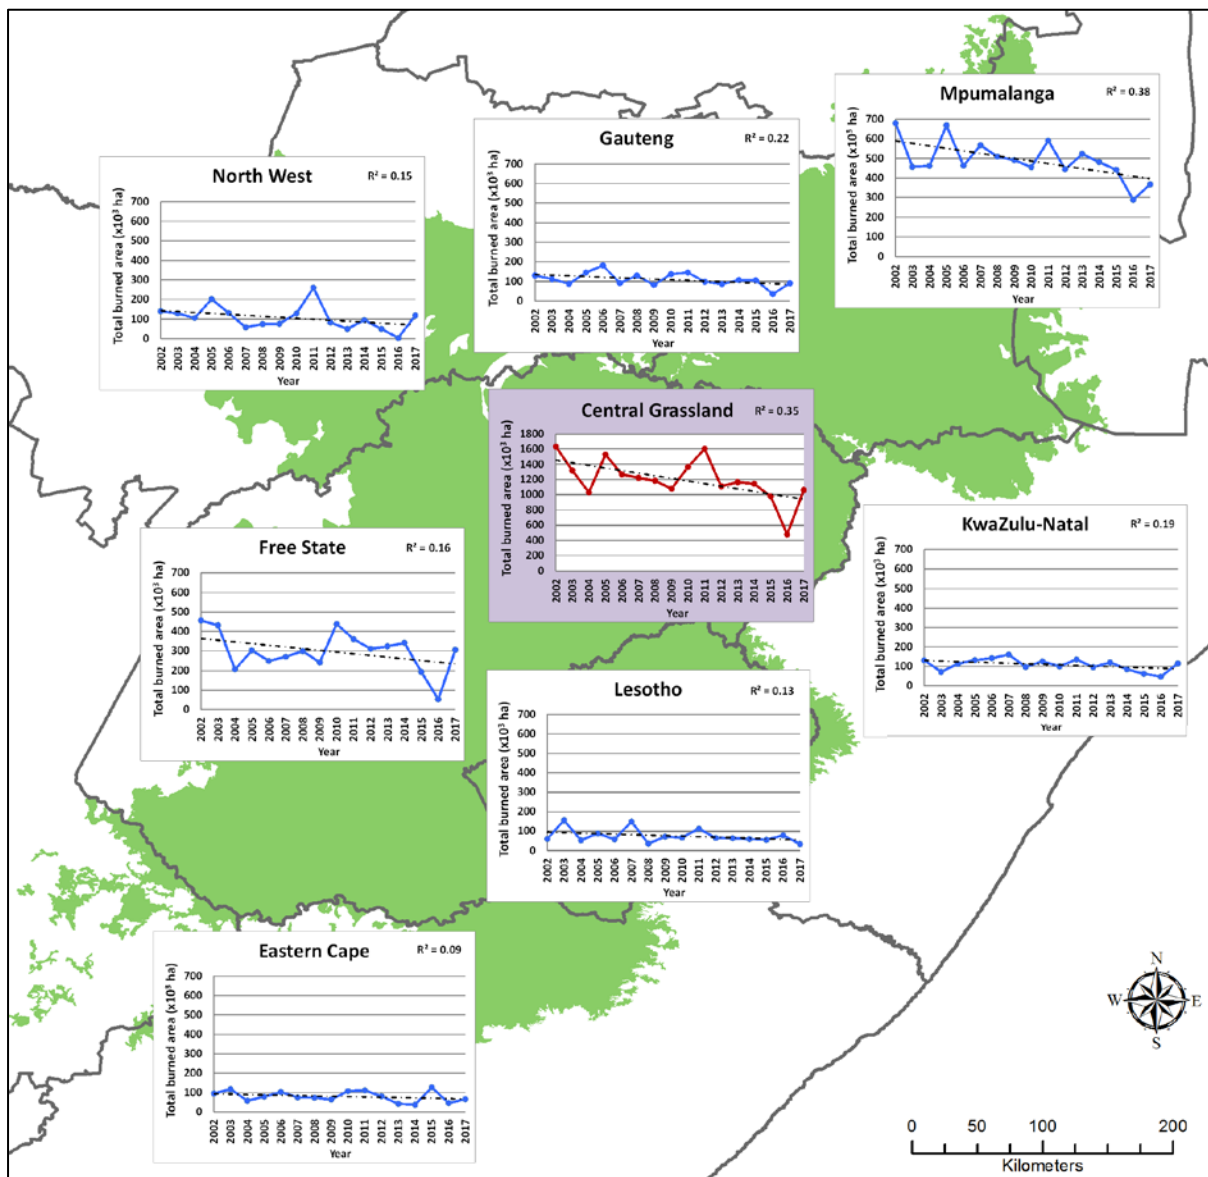 Mpumalanga
R² = 0.38
Total burned area (x10³ ha)
700
600
500
400
300
200
100
0
2002 2003 2004 2005 2006 2007 2008 2009 2010 2011 2012 2013 2014 2015 2016 2017
Year
Gauteng
R² = 0.22
Total burned area (x10³ ha)
700
600
500
400
300
200
100
0
2002 2003 2004 2005 2006 2007 2008 2009 2010 2011 2012 2013 2014 2015 2016 2017
Year
North West
R² = 0.15
Total burned area (x10³ ha)
700
600
500
400
300
200
100
0
2002 2003 2004 2005 2006 2007 2008 2009 2010 2011 2012 2013 2014 2015 2016 2017
Year
Central Grassland
R² = 0.35
Total burned area (x10³ ha)
1800
1600
1400
1200
1000
800
600
400
200
0
2002 2003 2004 2005 2006 2007 2008 2009 2010 2011 2012 2013 2014 2015 2016 2017
Year
KwaZulu-Natal
R² = 0.19
Total burned area (x10³ ha)
700
600
500
400
300
200
100
0
2002 2003 2004 2005 2006 2007 2008 2009 2010 2011 2012 2013 2014 2015 2016 2017
Year
Free State
R² = 0.16
Total burned area (x10³ ha)
700
600
500
400
300
200
100
0
2002 2003 2004 2005 2006 2007 2008 2009 2010 2011 2012 2013 2014 2015 2016 2017
Year
Lesotho
R² = 0.13
Total burned area (x10³ ha)
700
600
500
400
300
200
100
0
2002 2003 2004 2005 2006 2007 2008 2009 2010 2011 2012 2013 2014 2015 2016 2017
Year
Eastern Cape
R² = 0.09
Total burned area (x10³ ha)
700
600
500
400
300
200
100
0
2002 2003 2004 2005 2006 2007 2008 2009 2010 2011 2012 2013 2014 2015 2016 2017
Year
N
W E
S
0 50 100 200
Kilometers